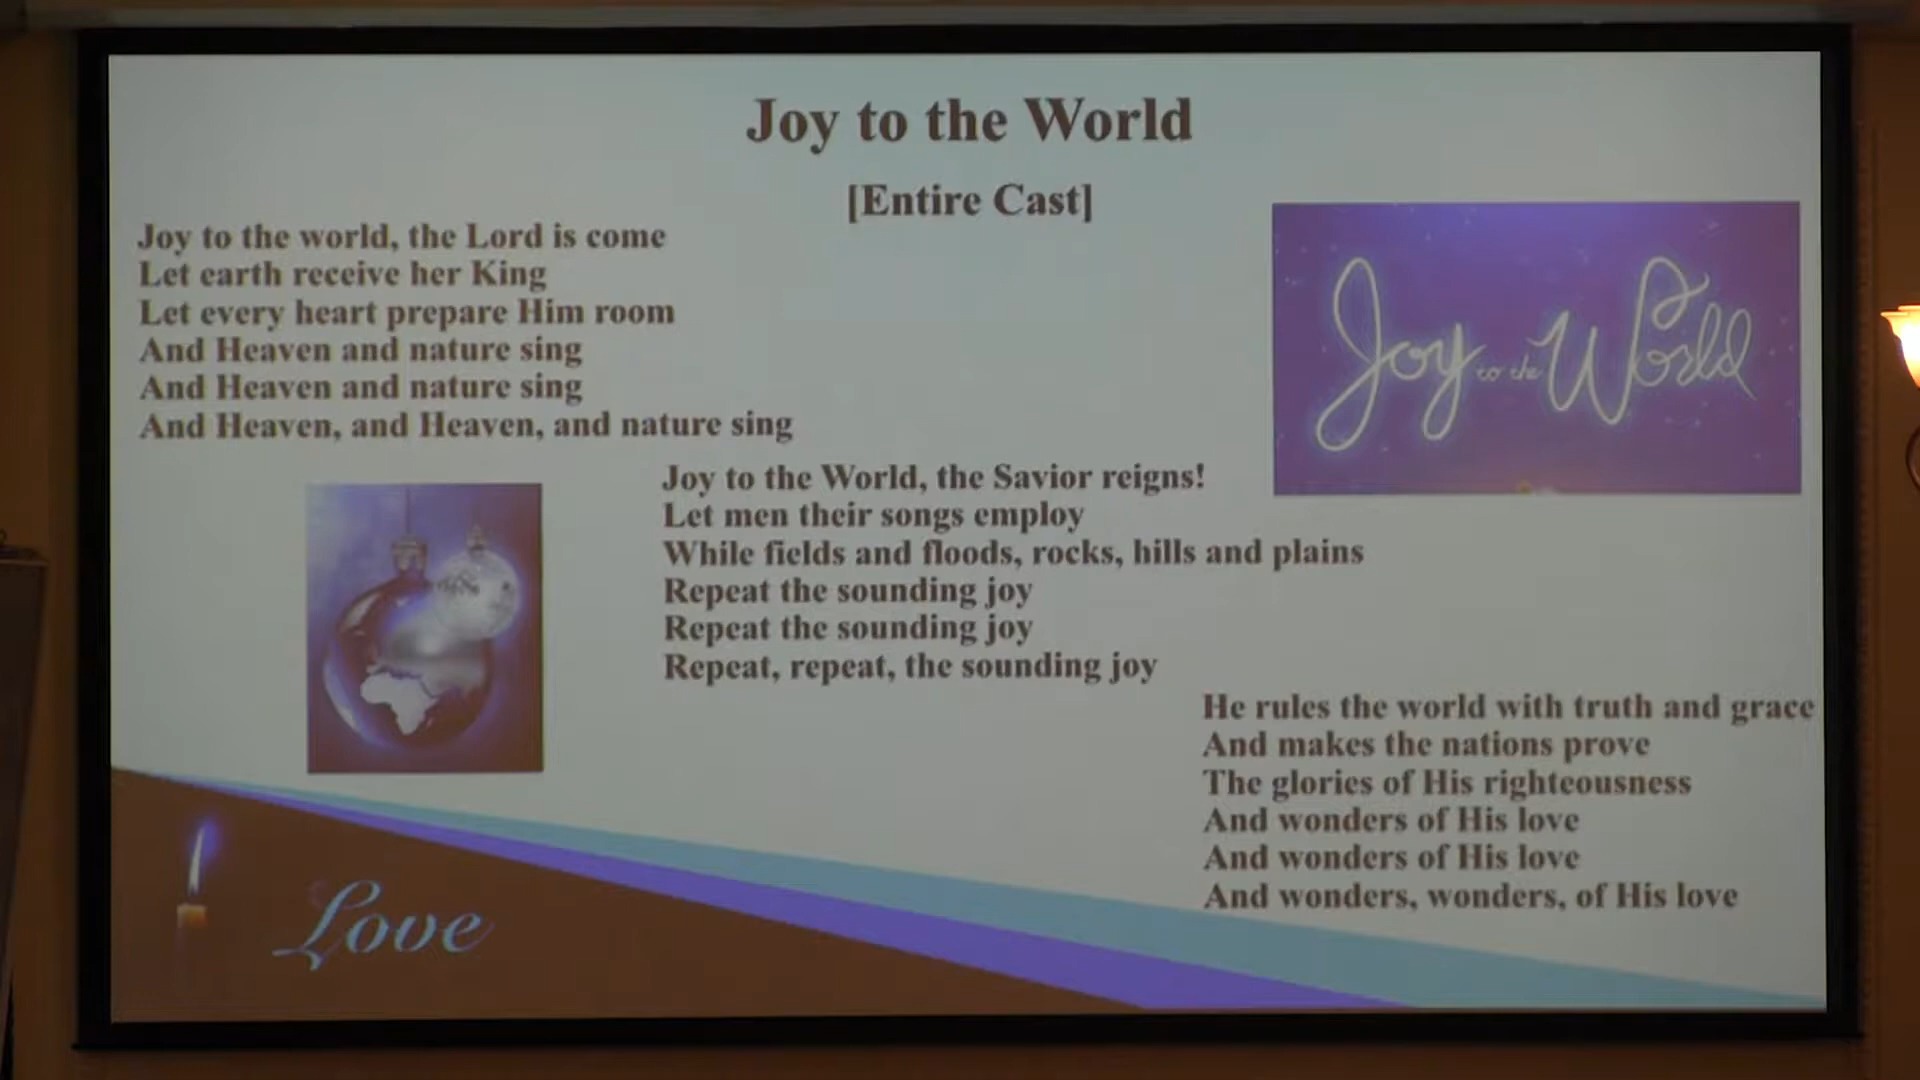 Joy to the World
[Entire Cast]
Joy to the world, the Lord is come
Let earth receive her King
Let every heart prepare Him room
And Heaven and nature sing
And Heaven and nature sing
And Heaven, and Heaven, and nature sing
Joy to the World
Joy to the World, the Savior reigns!
Let men their songs employ
While fields and floods, rocks, hills and plains
Repeat the sounding joy
Repeat the sounding joy
Repeat, repeat, the sounding joy
He rules the world with truth and grace
And makes the nations prove
The glories of His righteousness
And wonders of His love
And wonders of His love
And wonders, wonders, of His love
Love